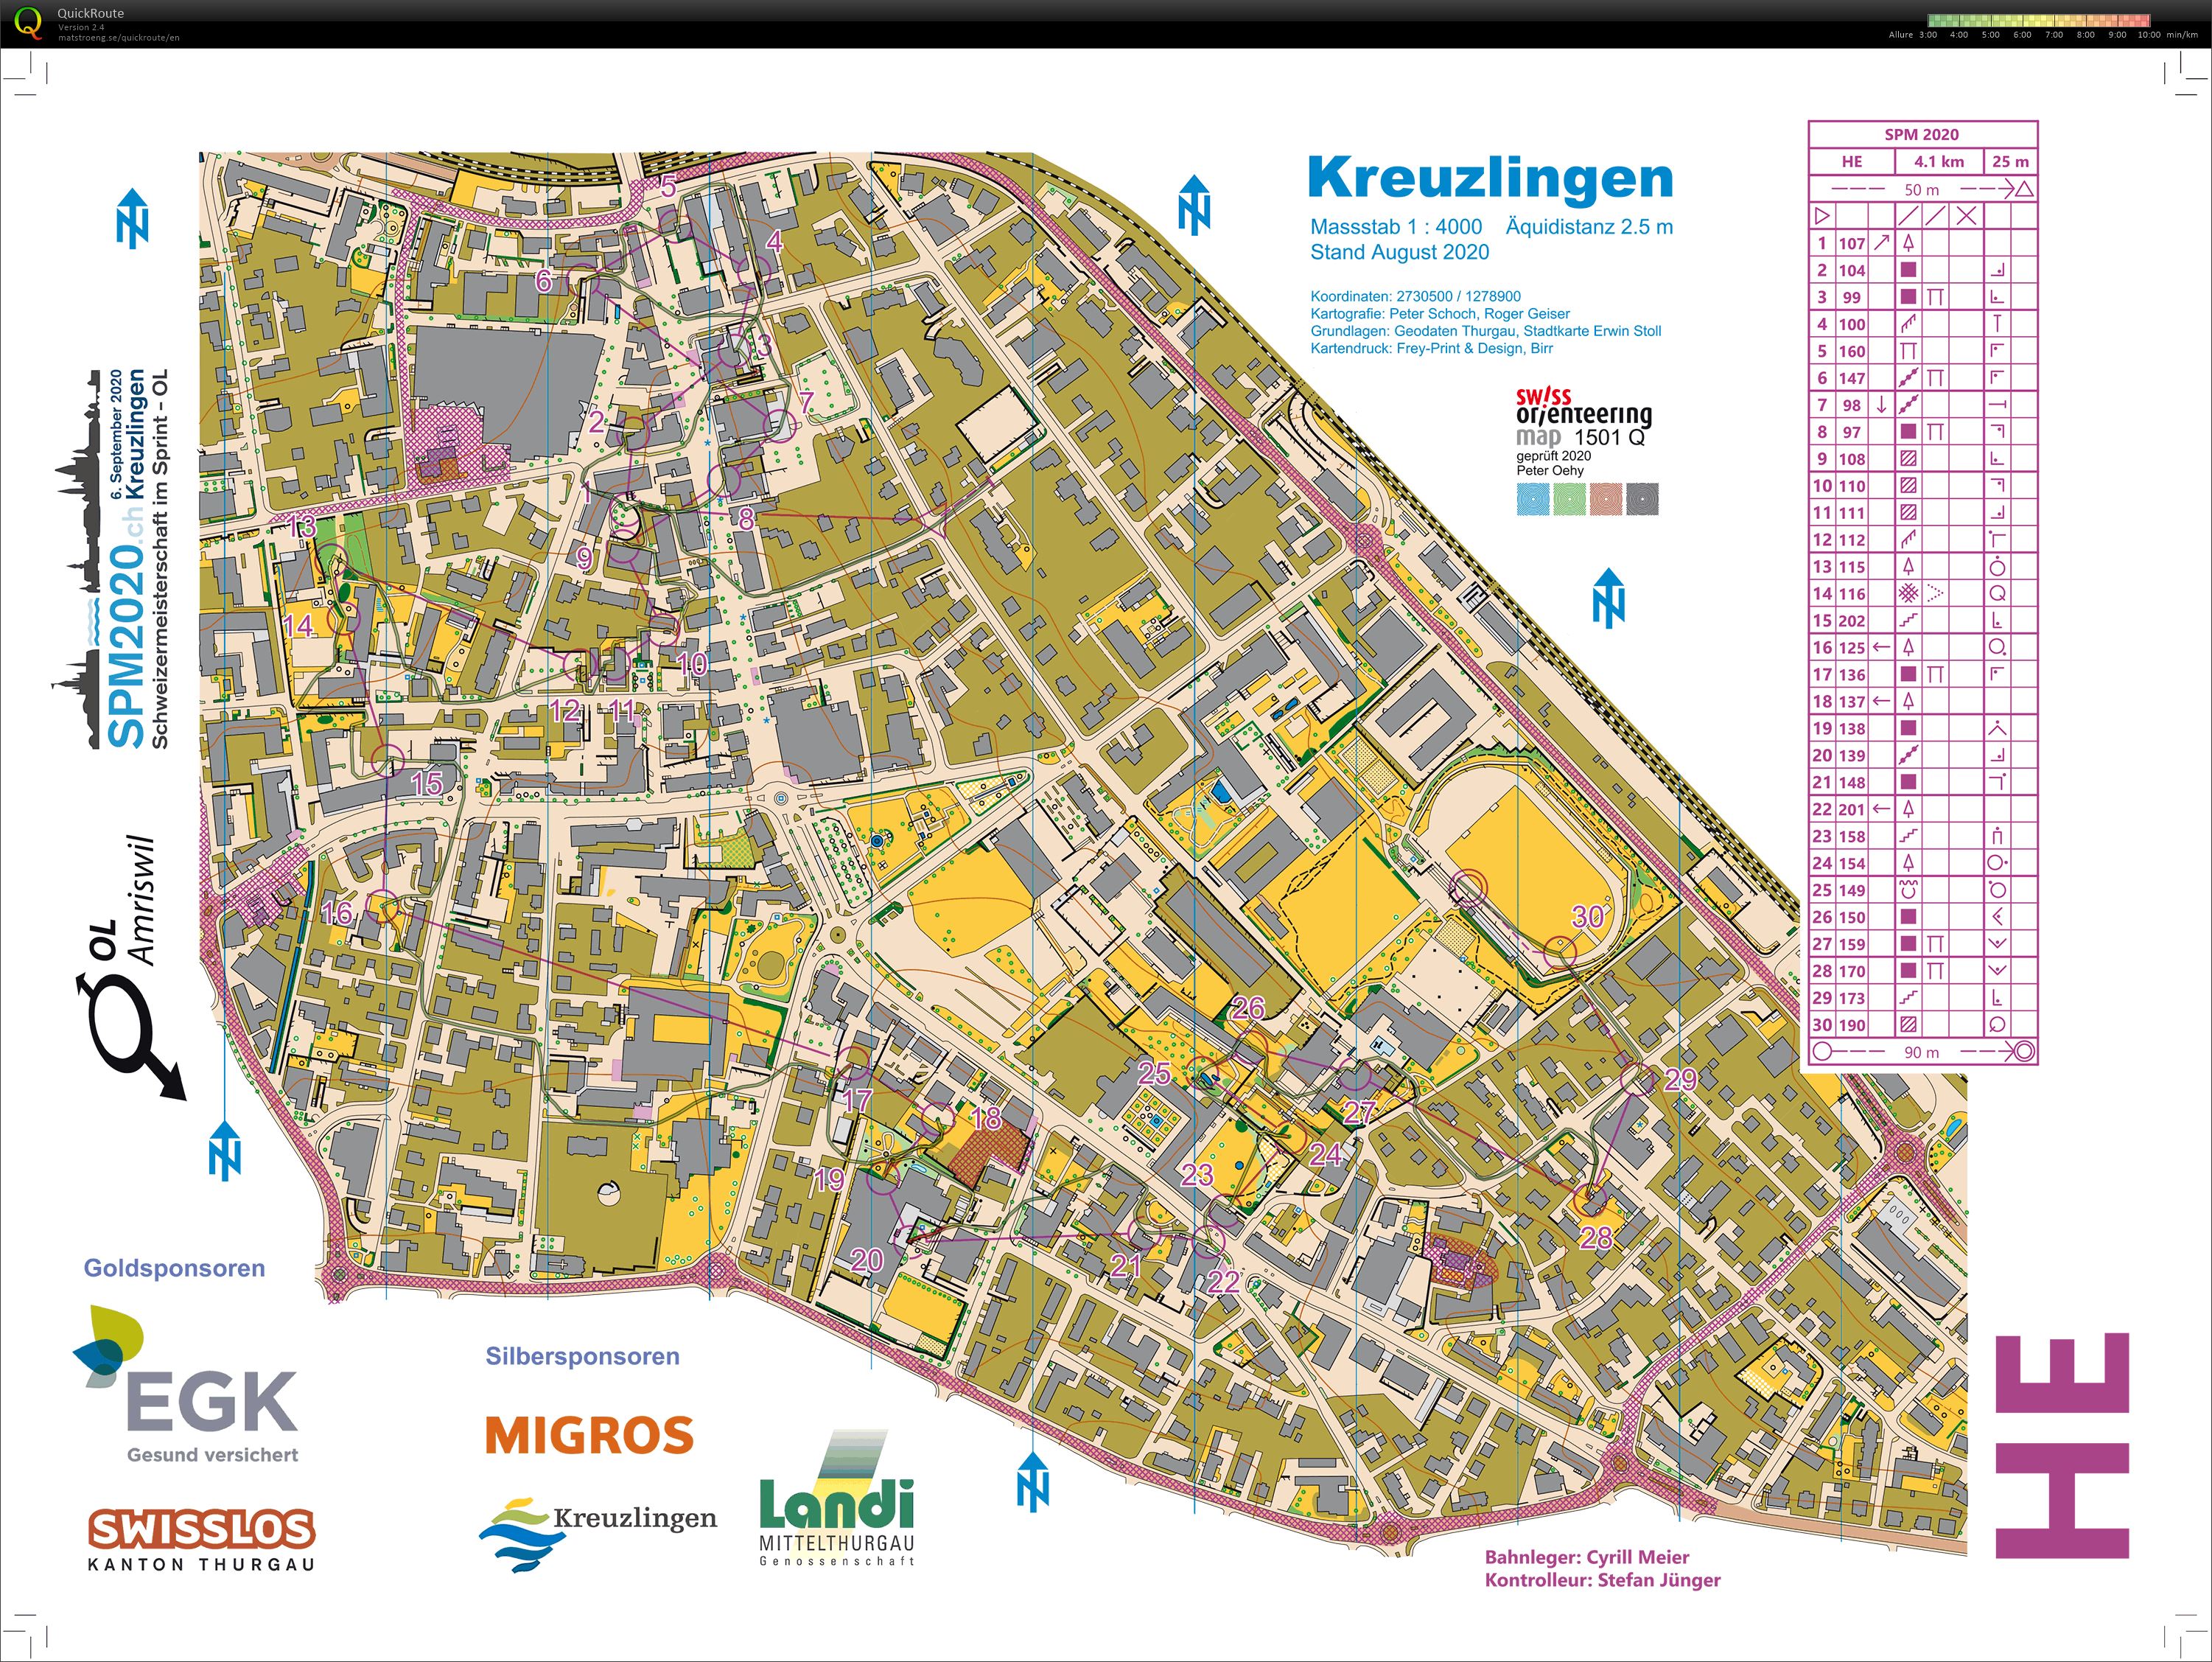 QuickRoute
Version 2.4
matstroeng.se/quickroute/en
Allure 3:00 4:00 5:00 6:00 7:00 8:00 9:00 10:00 min/km
Kreuzlingen
Massstab 1 : 4000 Äquidistanz 2.5 m
Stand August 2020
Koordinaten: 2730500 / 1278900
Kartografie: Peter Schoch, Roger Geiser
Grundlagen: Geodaten Thurgau, Stadtkarte Erwin Stoll
Kartendruck: Frey-Print & Design, Birr
swiss
orienteering
map 1501 Q
geprüft 2020
Peter Oehy
SPM 2020
HE 4.1 km 25 m
50 m
1 107
2 104
3 99
4 100
5 160
6 147
7 98
8 97
9 108
10 110
11 111
12 112
13 115
14 116
15 202
16 125
17 136
18 137
19 138
20 139
21 148
22 201
23 158
24 154
25 149
26 150
27 159
28 170
29 173
30 190
90 m
SPM2020.ch
6. September 2020
Kreuzlingen
Schweizermeisterschaft im Sprint - OL
OL
Amriswil
5
4
6
3
7
2
1
8
13
9
14
10
12
11
15
16
30
26
25
29
17
27
18
24
19
23
28
20
21
22
Goldsponsoren
EGK
Gesund versichert
SWISSLOS
KANTON THURGAU
Silbersponsoren
MIGROS
Kreuzlingen
Landi
MITTELTHURGAU
Genossenschaft
Bahnleger: Cyrill Meier
Kontrolleur: Stefan Jünger
HE